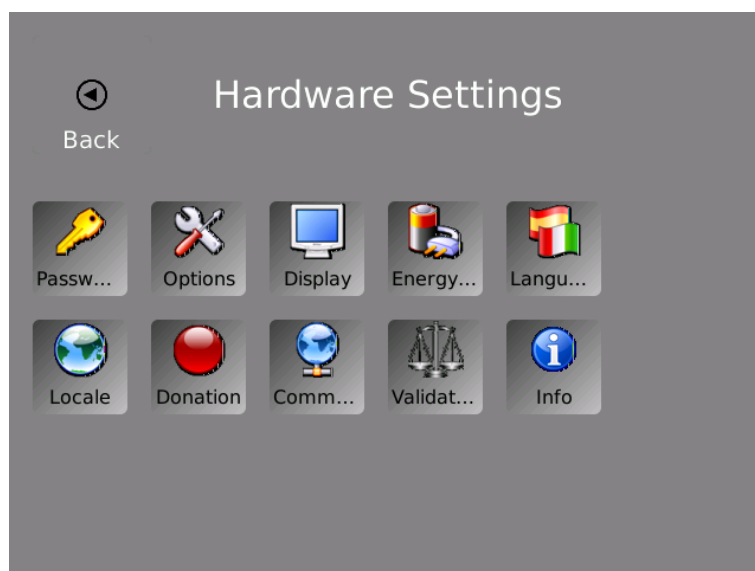 Hardware Settings
Back
Passw...
Options
Display
Energy...
Langu...
Locale
Donation
Comm...
Validat...
Info